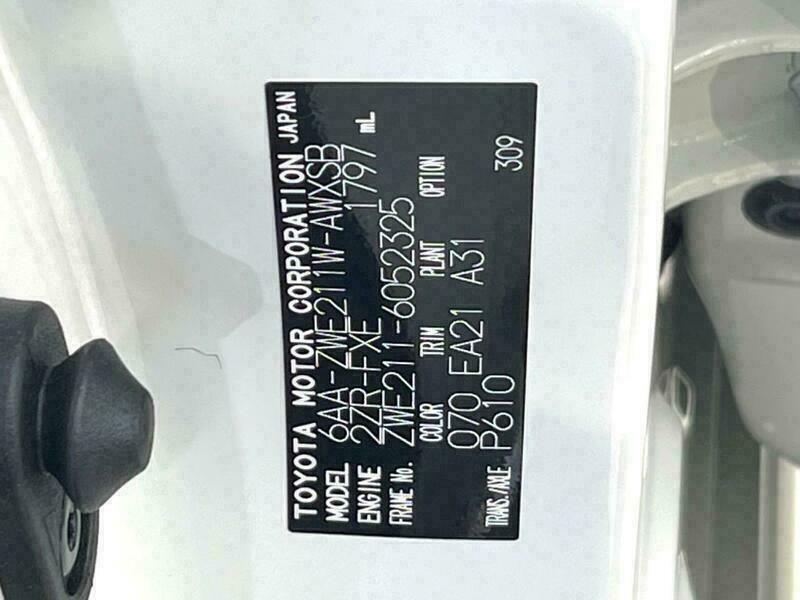 TOYOTA MOTOR CORPORATION JAPAN
MODEL 6AA-ZWE211W-AWXSB
ENGINE 2ZR-FXE 1797 mL
FRAME No. ZWE211-6052325
COLOR TRIM PLANT OPTION
070 EA21 A31
TRANS./AXLE P610 309